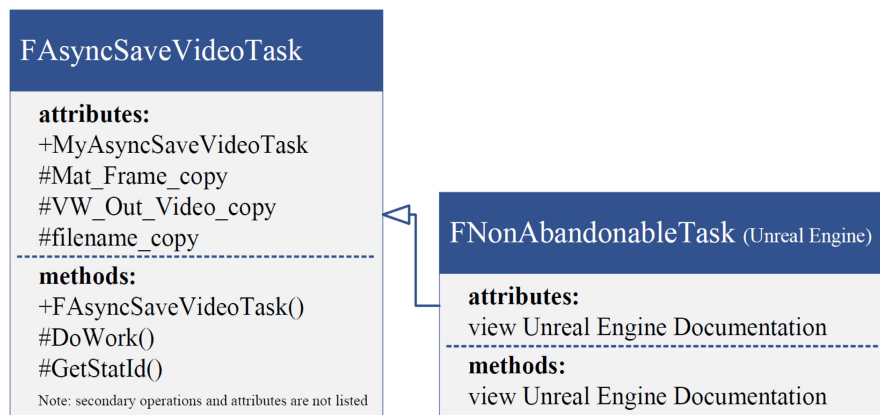 FAsyncSaveVideoTask
attributes:
+MyAsyncSaveVideoTask
#Mat_Frame_copy
#VW_Out_Video_copy
#filename_copy
methods:
+FAsyncSaveVideoTask()
#DoWork()
#GetStatId()
Note: secondary operations and attributes are not listed
FNonAbandonableTask (Unreal Engine)
attributes:
view Unreal Engine Documentation
methods:
view Unreal Engine Documentation